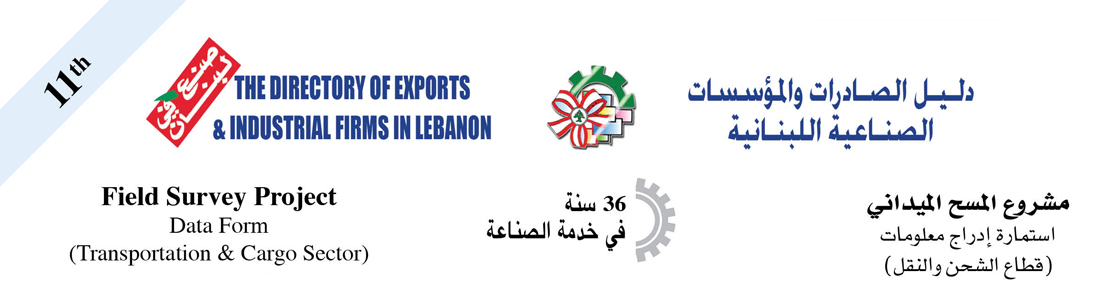 11th
صنع في لبنان
THE DIRECTORY OF EXPORTS
& INDUSTRIAL FIRMS IN LEBANON
دليل الصادرات والمؤسسات
الصناعية اللبنانية
Field Survey Project
Data Form
(Transportation & Cargo Sector)
36 سنة
في خدمة الصناعة
مشروع المسح الميداني
استمارة إدراج معلومات
(قطاع الشحن والنقل)